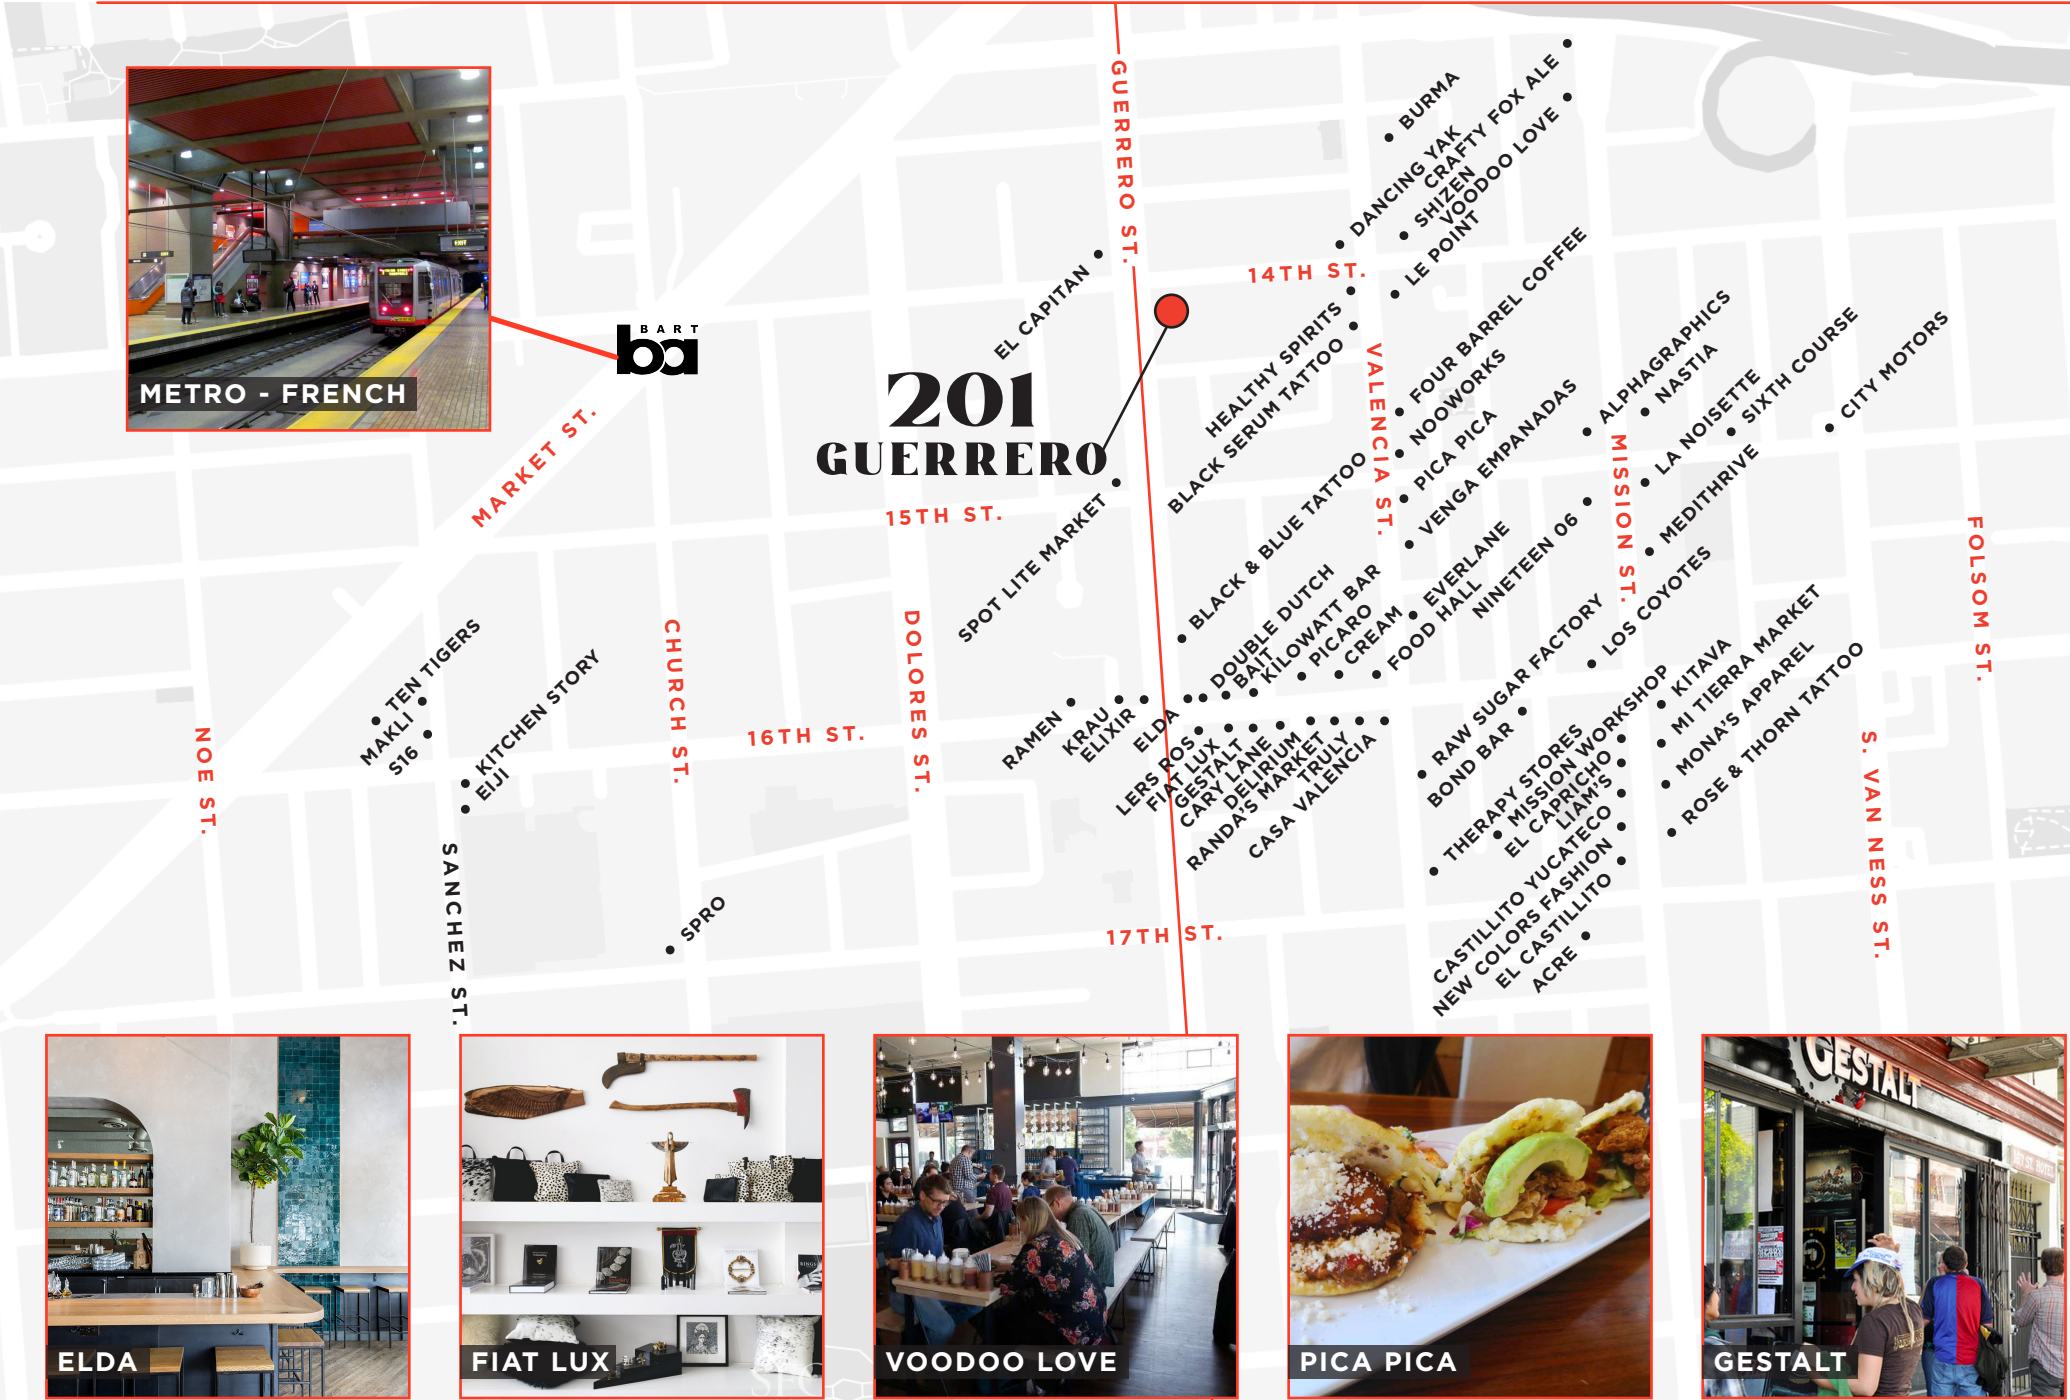 GUERRERO ST.
BURMA
CRAFTY FOX ALE
DANCING YAK
SHIZEN
VOODOO LOVE
LE POINT
EL CAPITAN
14TH ST.
BART
ba
METRO - FRENCH
201
GUERRERO
HEALTHY SPIRITS
BLACK SERUM TATTOO
VALENCIA ST.
FOUR BARREL COFFEE
NOOWORKS
PICA PICA
VENGA EMPANADAS
ALPHAGRAPHICS
NASTIA
LA NOISETTE
SIXTH COURSE
CITY MOTORS
MISSION ST.
MEDITHRIVE
MARKET ST.
15TH ST.
SPOT LITE MARKET
BLACK & BLUE TATTOO
EVERLANE
NINETEEN 06
FOLSOM ST.
LOS COYOTES
DOUBLE DUTCH
BAIT
KILOWATT BAR
PICARO
CREAM
FOOD HALL
RAW SUGAR FACTORY
BOND BAR
KITAVA
MI TIERRA MARKET
MONA'S APPAREL
ROSE & THORN TATTOO
TEN TIGERS
MAKLI
S16
KITCHEN STORY
EIJI
CHURCH ST.
DOLORES ST.
NOE ST.
16TH ST.
RAMEN
KRAU
ELIXIR
ELDA
LERS ROS
FIAT LUX
GESTALT
CARY LANE
DELIRIUM
RANDA'S MARKET
TRULY
CASA VALENCIA
THERAPY STORES
MISSION WORKSHOP
EL CAPRICHO
LIAM'S
CASTILLITO YUCATECO
NEW COLORS FASHION
EL CASTILLITO
ACRE
S. VAN NESS ST.
SANCHEZ ST.
SPRO
17TH ST.
ELDA
FIAT LUX
SFC
VOODOO LOVE
PICA PICA
GESTALT
GESTALT